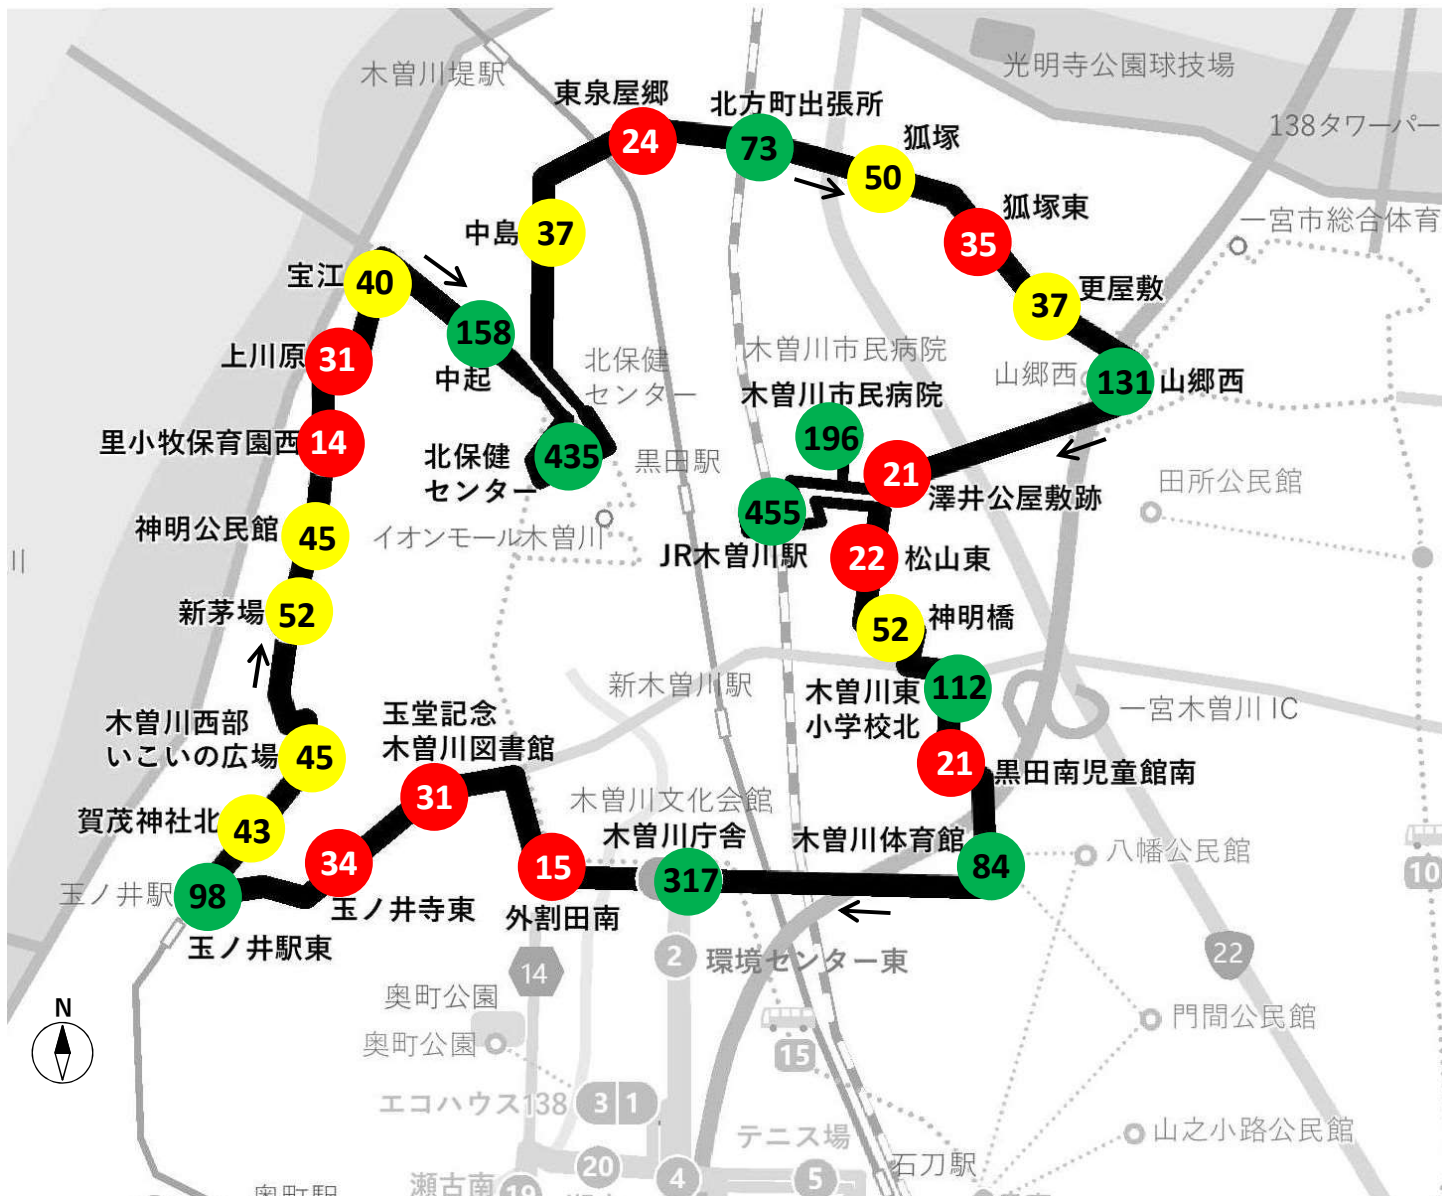 木曽川堤駅
光明寺公園球技場
東泉屋郷
24
北方町出張所
73
狐塚
50
138タワーパー
狐塚東
35
一宮市総合体育
中島
37
宝江
40
更屋敷
37
158
中起
上川原
31
北保健
センター
木曽川市民病院
山郷西
131
山郷西
木曽川市民病院
196
里小牧保育園西
14
北保健
センター
435
黒田駅
21
澤井公屋敷跡
田所公民館
455
JR木曽川駅
神明公民館
45
イオンモール木曽川
22
松山東
川
新茅場
52
52
神明橋
新木曽川駅
木曽川東
小学校北
112
一宮木曽川 IC
木曽川西部
いこいの広場
45
玉堂記念
木曽川図書館
31
21
黒田南児童館南
木曽川文化会館
賀茂神社北
43
木曽川庁舎
317
木曽川体育館
84
八幡公民館
10
34
玉ノ井寺東
15
外割田南
玉ノ井駅
98
玉ノ井駅東
2
環境センター東
22
14
奥町公園
奥町公園
門間公民館
15
N
エコハウス138
3 1
テニス場
山之小路公民館
石刀駅
20
4
5
瀬古南
19
奥町駅